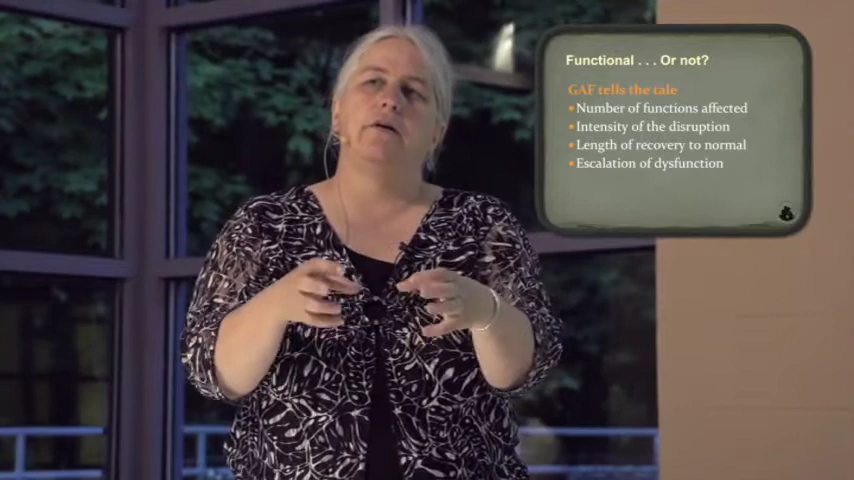 Functional . . . Or not?
GAF tells the tale
Number of functions affected
Intensity of the disruption
Length of recovery to normal
Escalation of dysfunction